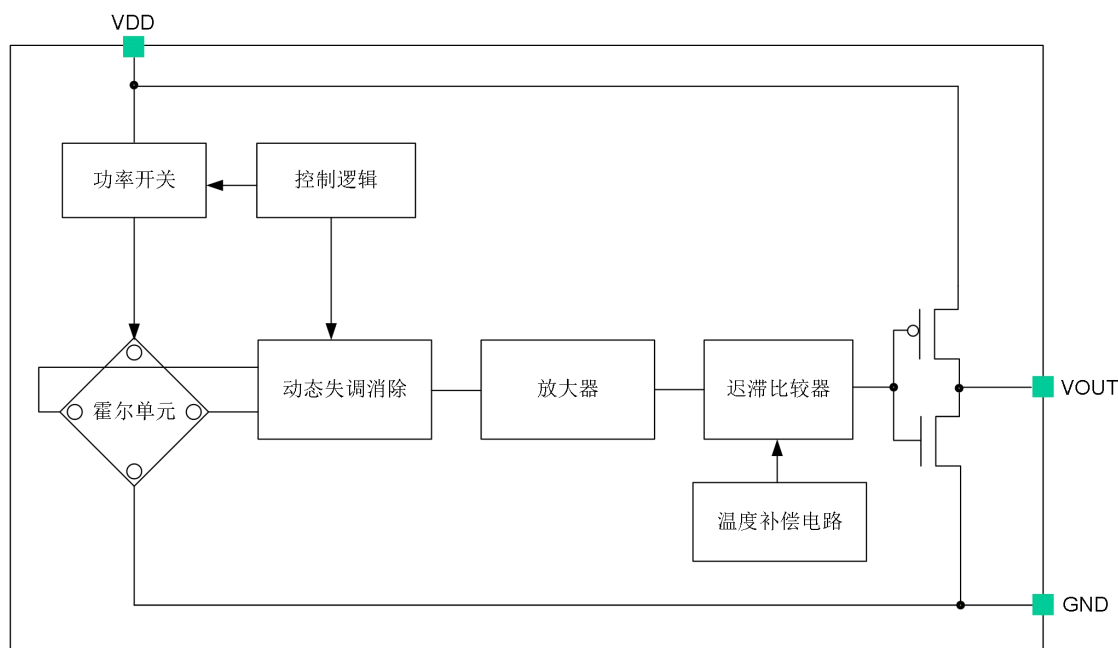 VDD
功率开关
控制逻辑
霍尔单元
动态失调消除
放大器
迟滞比较器
VOUT
温度补偿电路
GND